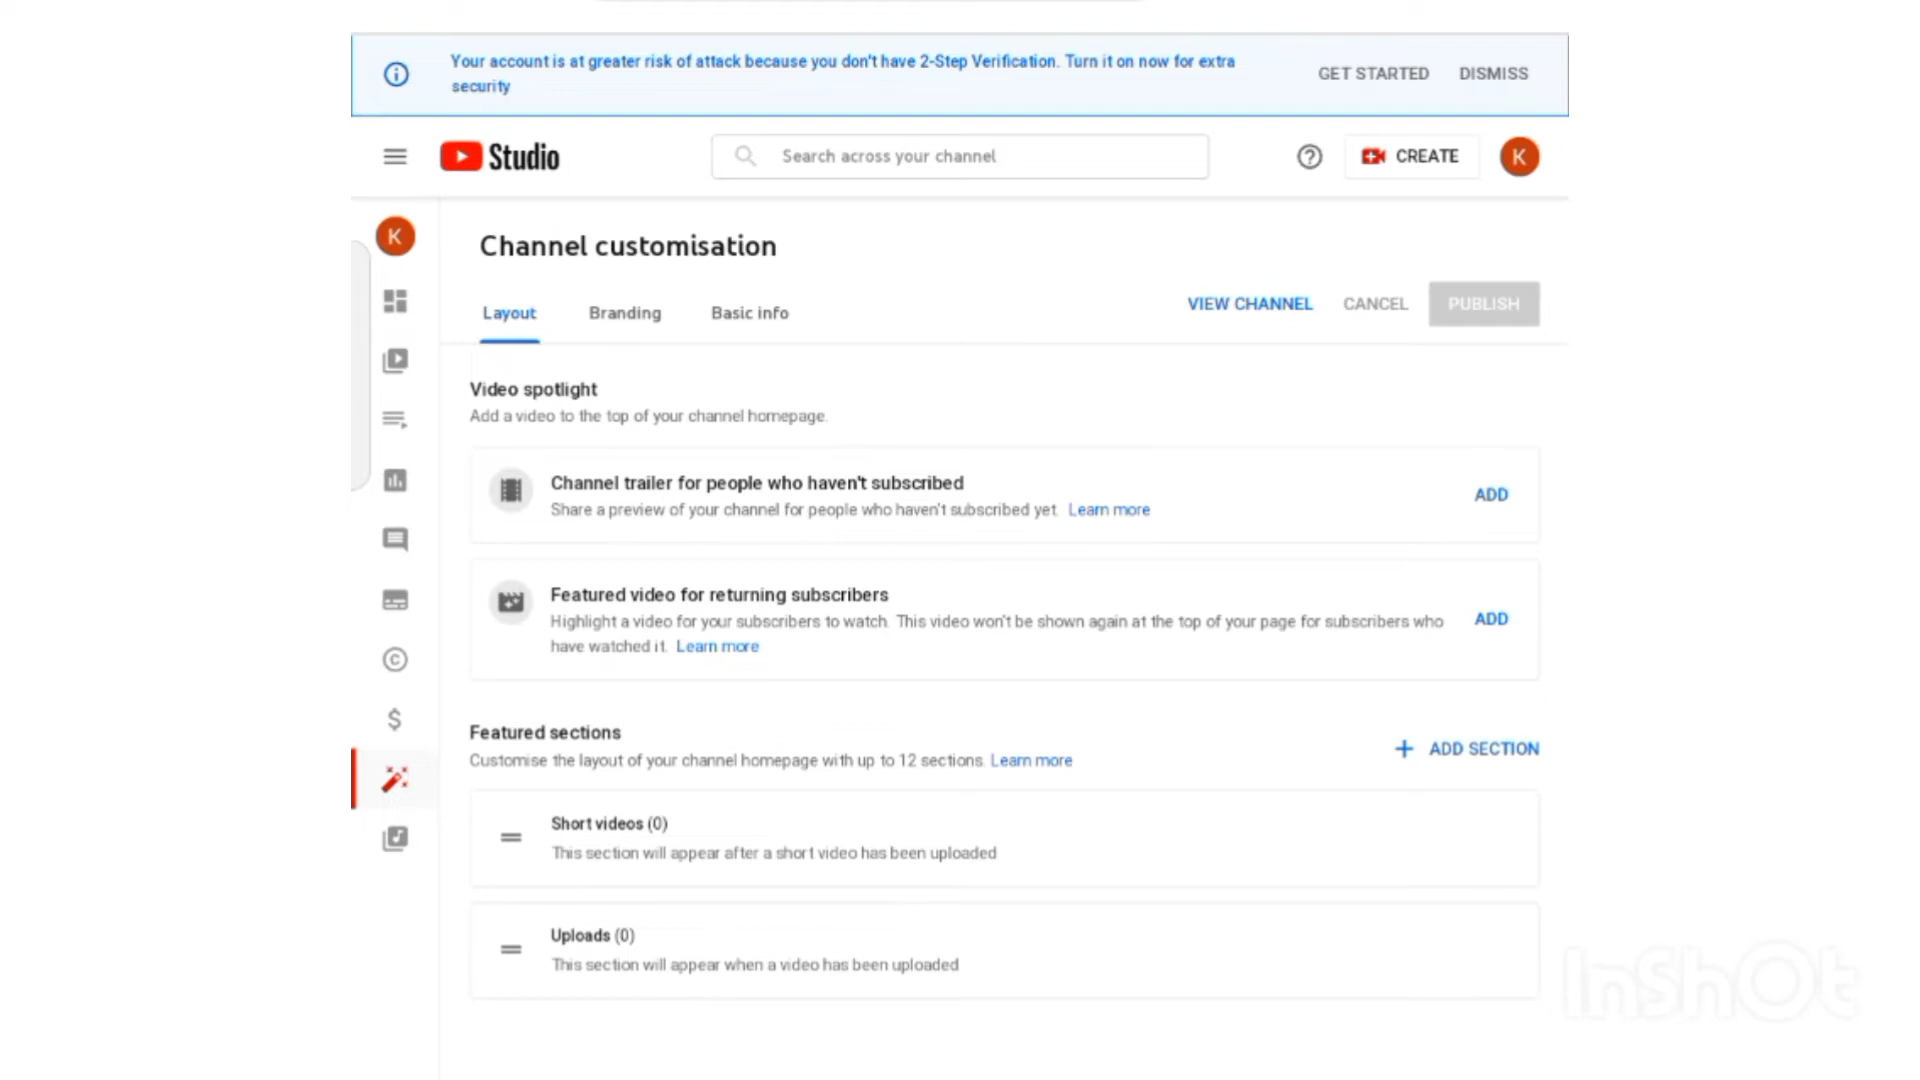 Your account is at greater risk of attack because you don't have 2-Step Verification. Turn it on now for extra
security
GET STARTED
DISMISS
Studio
Search across your channel
CREATE
K
K
Channel customisation
Layout
Branding
Basic info
VIEW CHANNEL
CANCEL
PUBLISH
Video spotlight
Add a video to the top of your channel homepage.
Channel trailer for people who haven't subscribed
Share a preview of your channel for people who haven't subscribed yet. Learn more
ADD
Featured video for returning subscribers
Highlight a video for your subscribers to watch. This video won't be shown again at the top of your page for subscribers who
have watched it. Learn more
ADD
Featured sections
Customise the layout of your channel homepage with up to 12 sections. Learn more
ADD SECTION
Short videos (0)
This section will appear after a short video has been uploaded
Uploads (0)
This section will appear when a video has been uploaded
InShOt